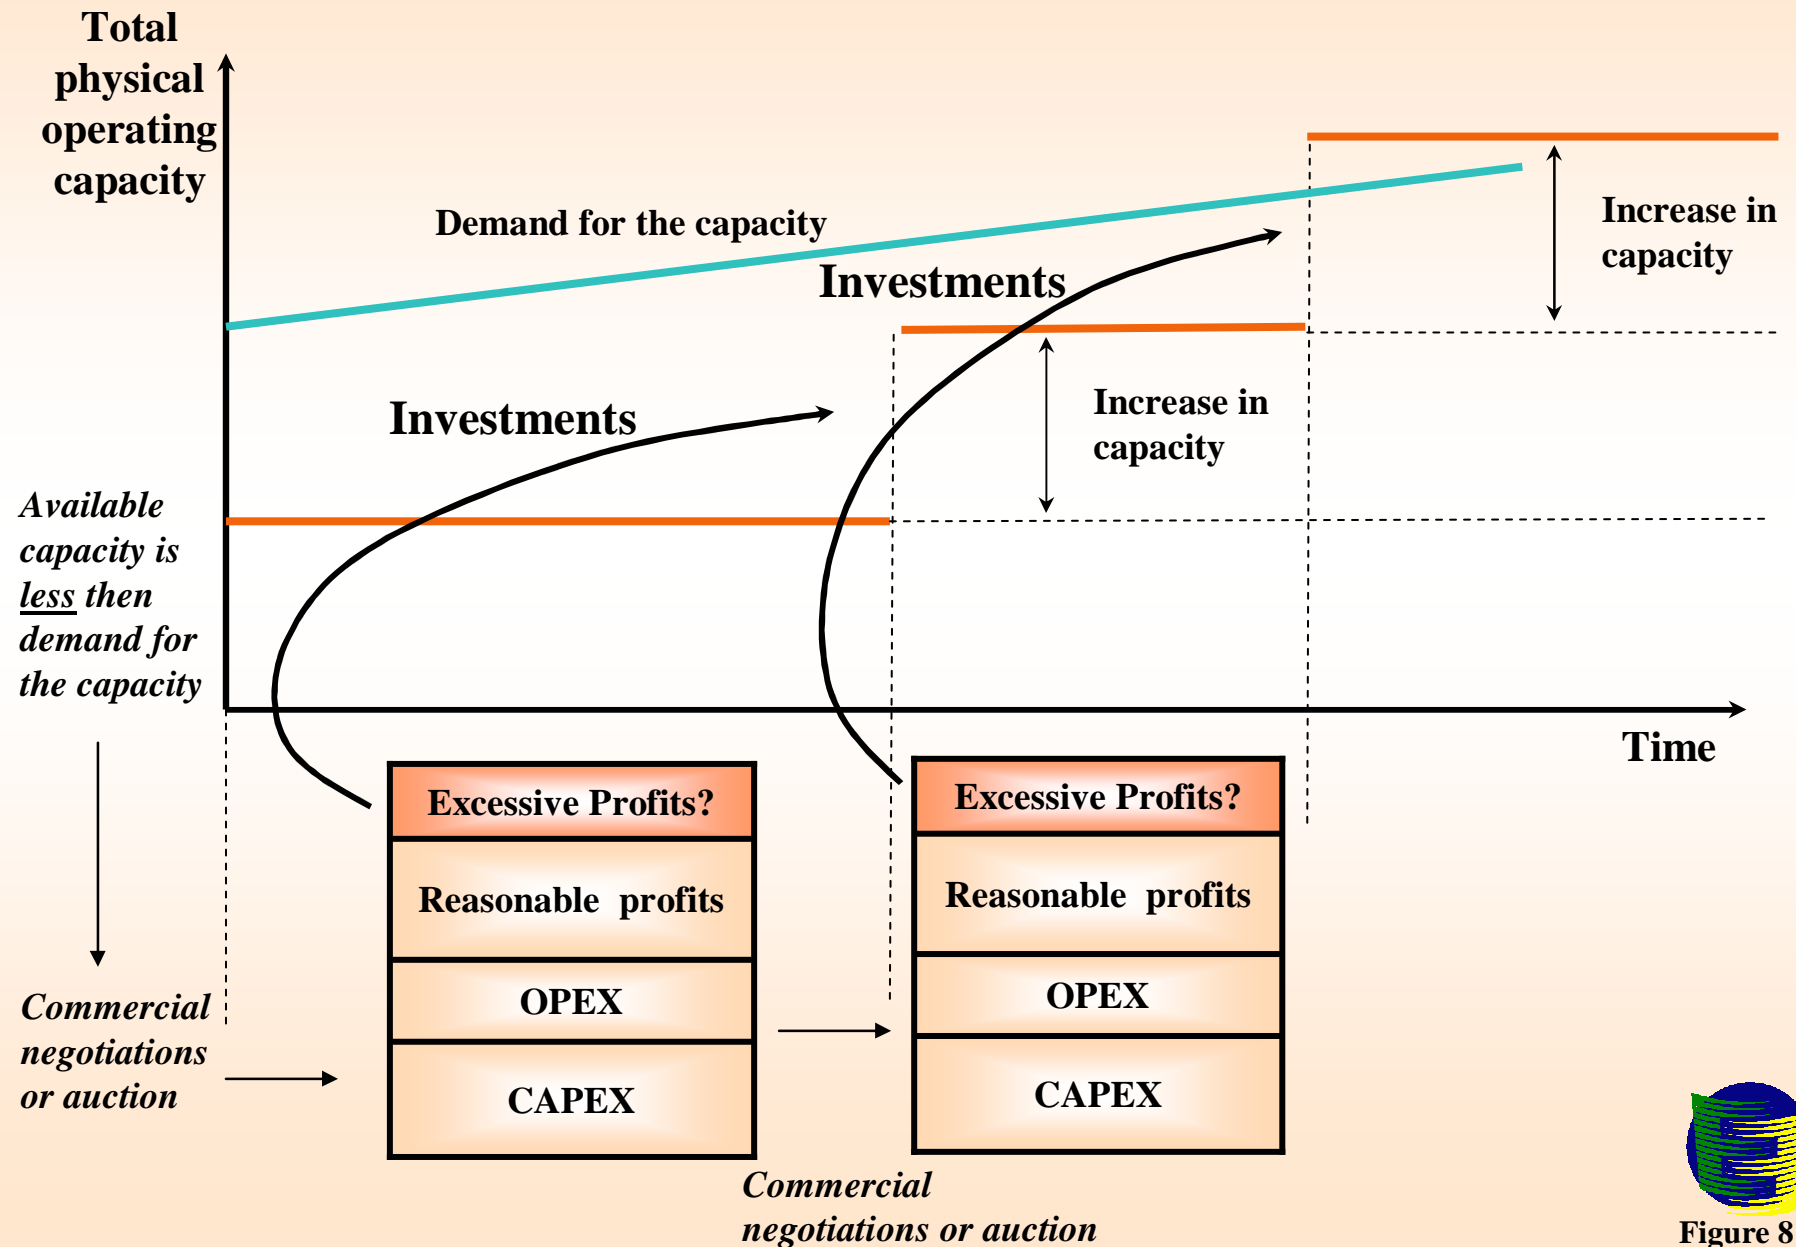 Total
physical
operating
capacity
Demand for the capacity
Increase in
capacity
Investments
Investments
Increase in
capacity
Available
capacity is
less then
demand for
the capacity
Time
Excessive Profits?
Reasonable profits
OPEX
CAPEX
Excessive Profits?
Reasonable profits
OPEX
CAPEX
Commercial
negotiations
or auction
Commercial
negotiations or auction
Figure 8